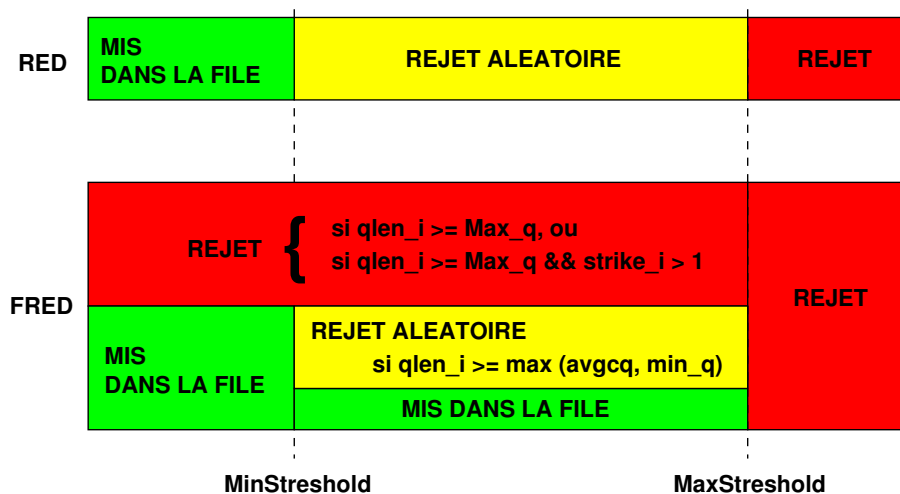 RED
MIS
DANS LA FILE
REJET ALEATOIRE
REJET
FRED
REJET {
si qlen_i >= Max_q, ou
si qlen_i >= Max_q && strike_i > 1
REJET
MIS
DANS LA FILE
REJET ALEATOIRE
si qlen_i >= max (avgcq, min_q)
MIS DANS LA FILE
MinStreshold
MaxStreshold